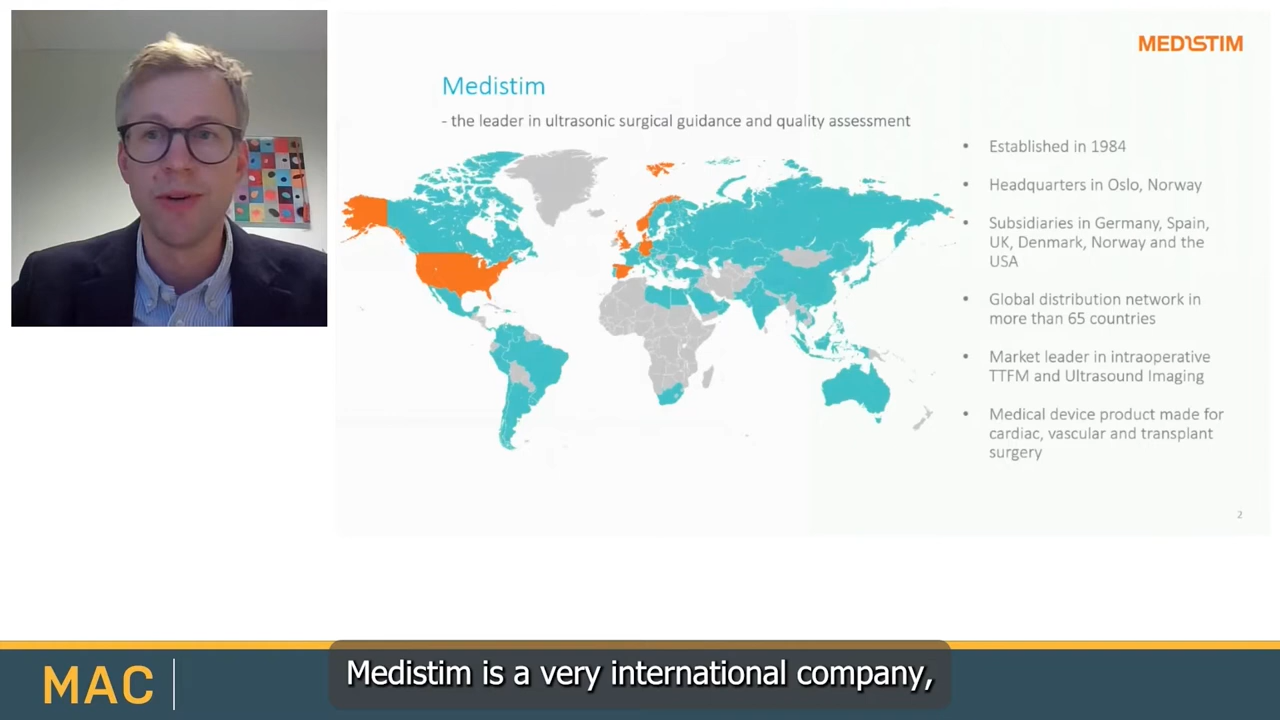 MEDISTIM
Medistim
- the leader in ultrasonic surgical guidance and quality assessment
• Established in 1984
• Headquarters in Oslo, Norway
• Subsidiaries in Germany, Spain,
UK, Denmark, Norway and the
USA
• Global distribution network in
more than 65 countries
• Market leader in intraoperative
TTFM and Ultrasound Imaging
• Medical device product made for
cardiac, vascular and transplant
surgery
2
MAC
Medistim is a very international company,